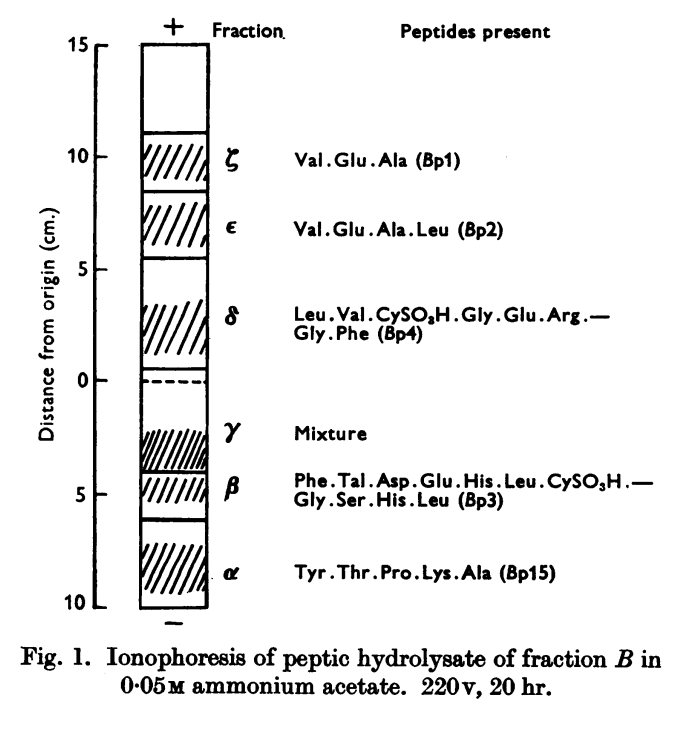 + Fraction. Peptides present
15
10
5
0
5
10
Distance from origin (cm.)
ζ Val.Glu.Ala (Bp1)
ϵ Val.Glu.Ala.Leu (Bp2)
δ Leu.Val.CySO₃H.Gly.Glu.Arg.—
Gly.Phe (Bp4)
γ Mixture
β Phe.Tal.Asp.Glu.His.Leu.CySO₃H.—
Gly.Ser.His.Leu (Bp3)
α Tyr.Thr.Pro.Lys.Ala (Bp15)
−
Fig. 1. Ionophoresis of peptic hydrolysate of fraction B in
0·05M ammonium acetate. 220v, 20 hr.